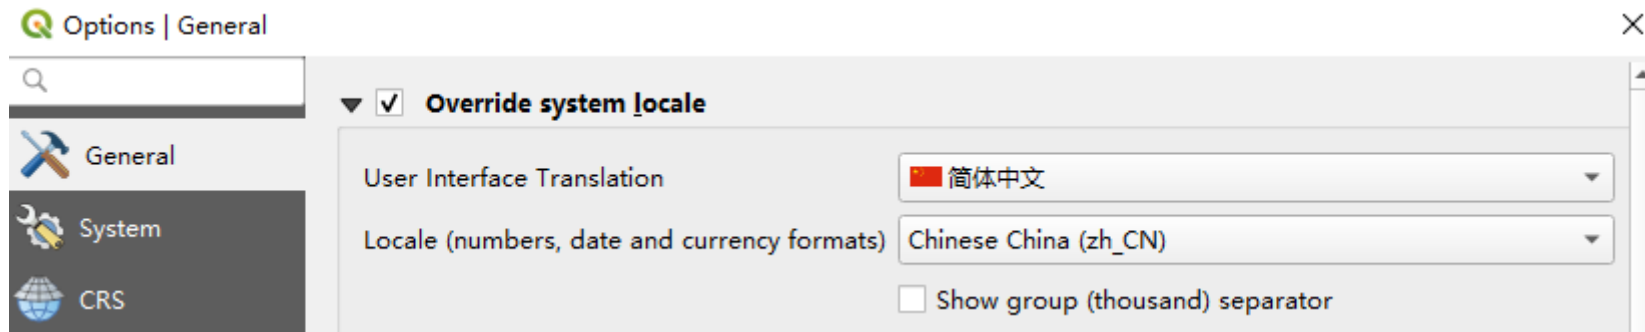 Options | General
Override system locale
General
User Interface Translation
简体中文
System
Locale (numbers, date and currency formats)
Chinese China (zh_CN)
CRS
Show group (thousand) separator